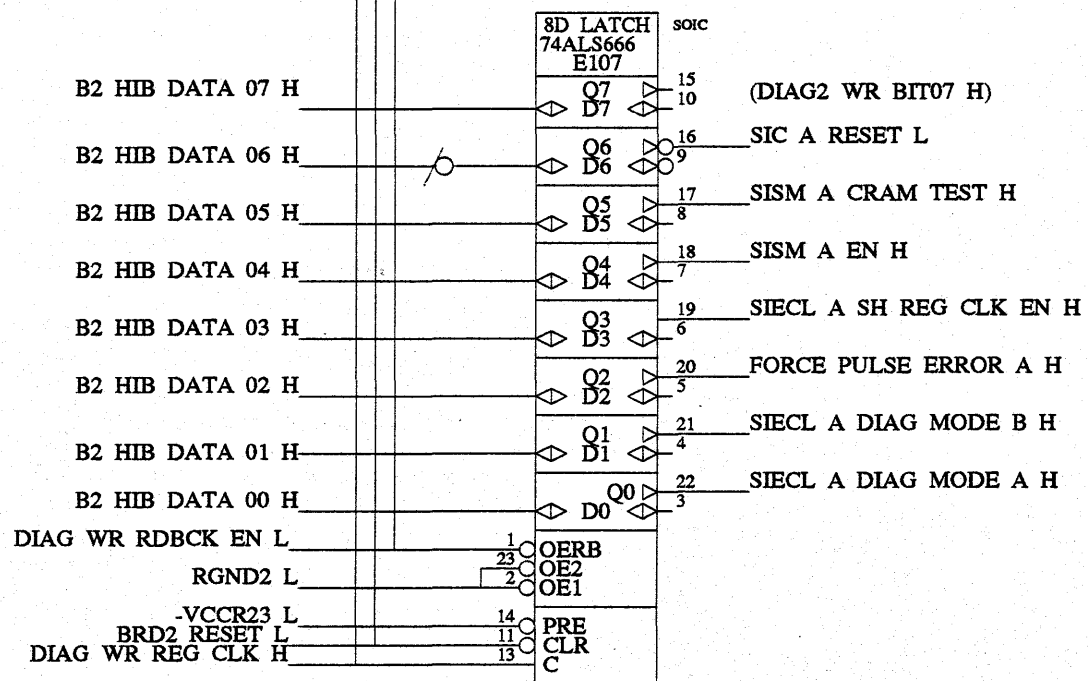 8D LATCH SOIC
74ALS666
E107
B2 HIB DATA 07 H Q7 15
D7 10 (DIAG2 WR BIT07 H)
B2 HIB DATA 06 H Q6 16 SIC A RESET L
D6 9
B2 HIB DATA 05 H Q5 17 SISM A CRAM TEST H
D5 8
B2 HIB DATA 04 H Q4 18 SISM A EN H
D4 7
B2 HIB DATA 03 H Q3 19 SIECL A SH REG CLK EN H
D3 6
B2 HIB DATA 02 H Q2 20 FORCE PULSE ERROR A H
D2 5
B2 HIB DATA 01 H Q1 21 SIECL A DIAG MODE B H
D1 4
B2 HIB DATA 00 H Q0 22 SIECL A DIAG MODE A H
D0 3
DIAG WR RDBCK EN L 1 OERB
23 OE2
RGND2 L 2 OE1
-VCCR23 L 14 PRE
BRD2 RESET L 11 CLR
DIAG WR REG CLK H 13 C